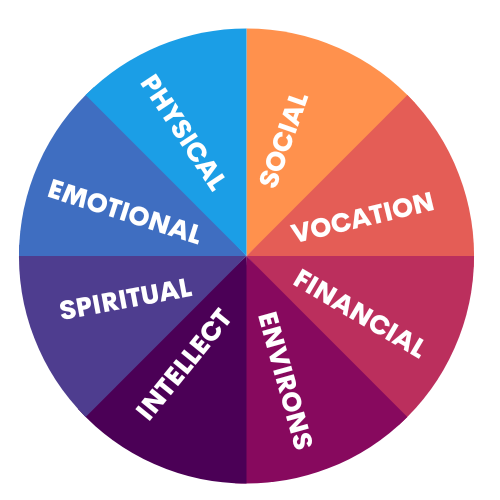 PHYSICAL
SOCIAL
VOCATION
FINANCIAL
ENVIRONS
INTELLECT
SPIRITUAL
EMOTIONAL